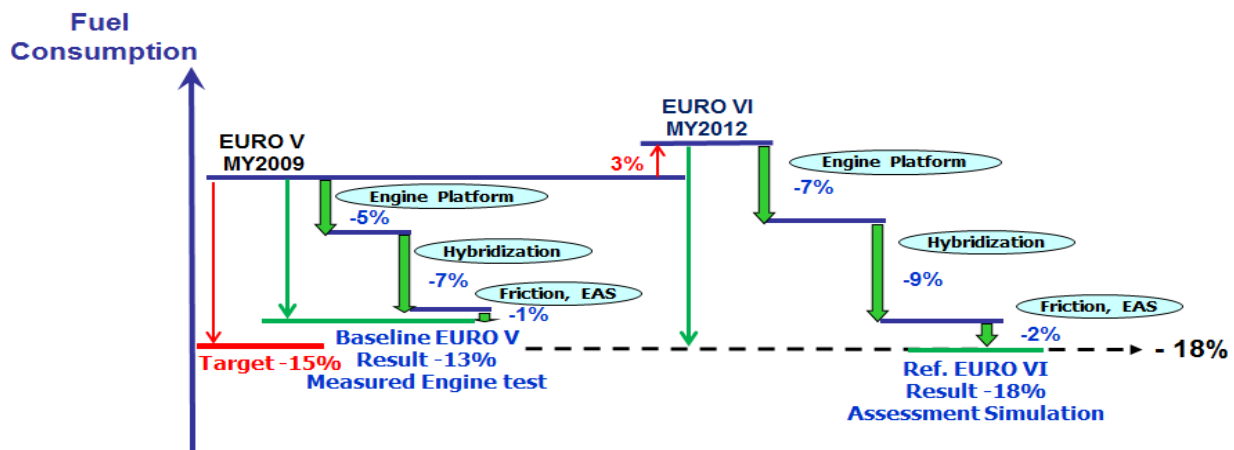 Fuel
Consumption
EURO V
MY2009
Engine Platform
-5%
Hybridization
-7%
Friction, EAS
-1%
Target -15%
Baseline EURO V
Result -13%
Measured Engine test
3%
EURO VI
MY2012
Engine Platform
-7%
Hybridization
-9%
Friction, EAS
-2%
Ref. EURO VI
Result -18%
Assessment Simulation
- 18%